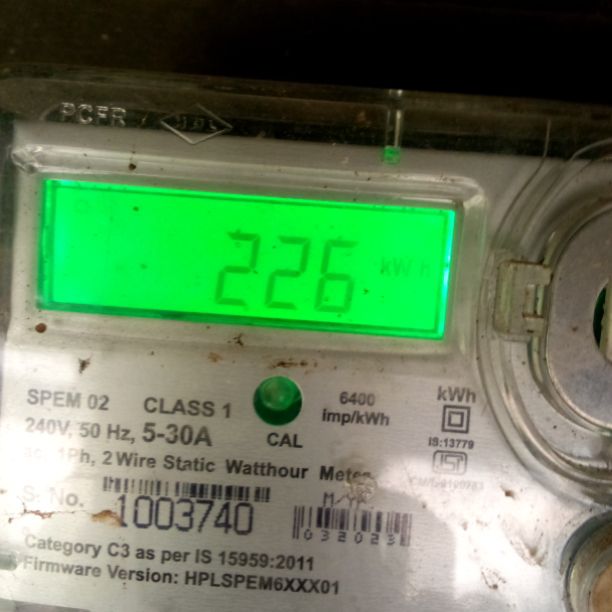 PCFR
226 kWh
SPEM 02 CLASS 1
6400 imp/kWh
kWh
240V, 50 Hz, 5-30A
CAL
IS:13779
1Ph, 2 Wire Static Watthour Meter
S. No. 1003740
M/YR
032023
Category C3 as per IS 15959:2011
Firmware Version: HPLSPEM6XXX01